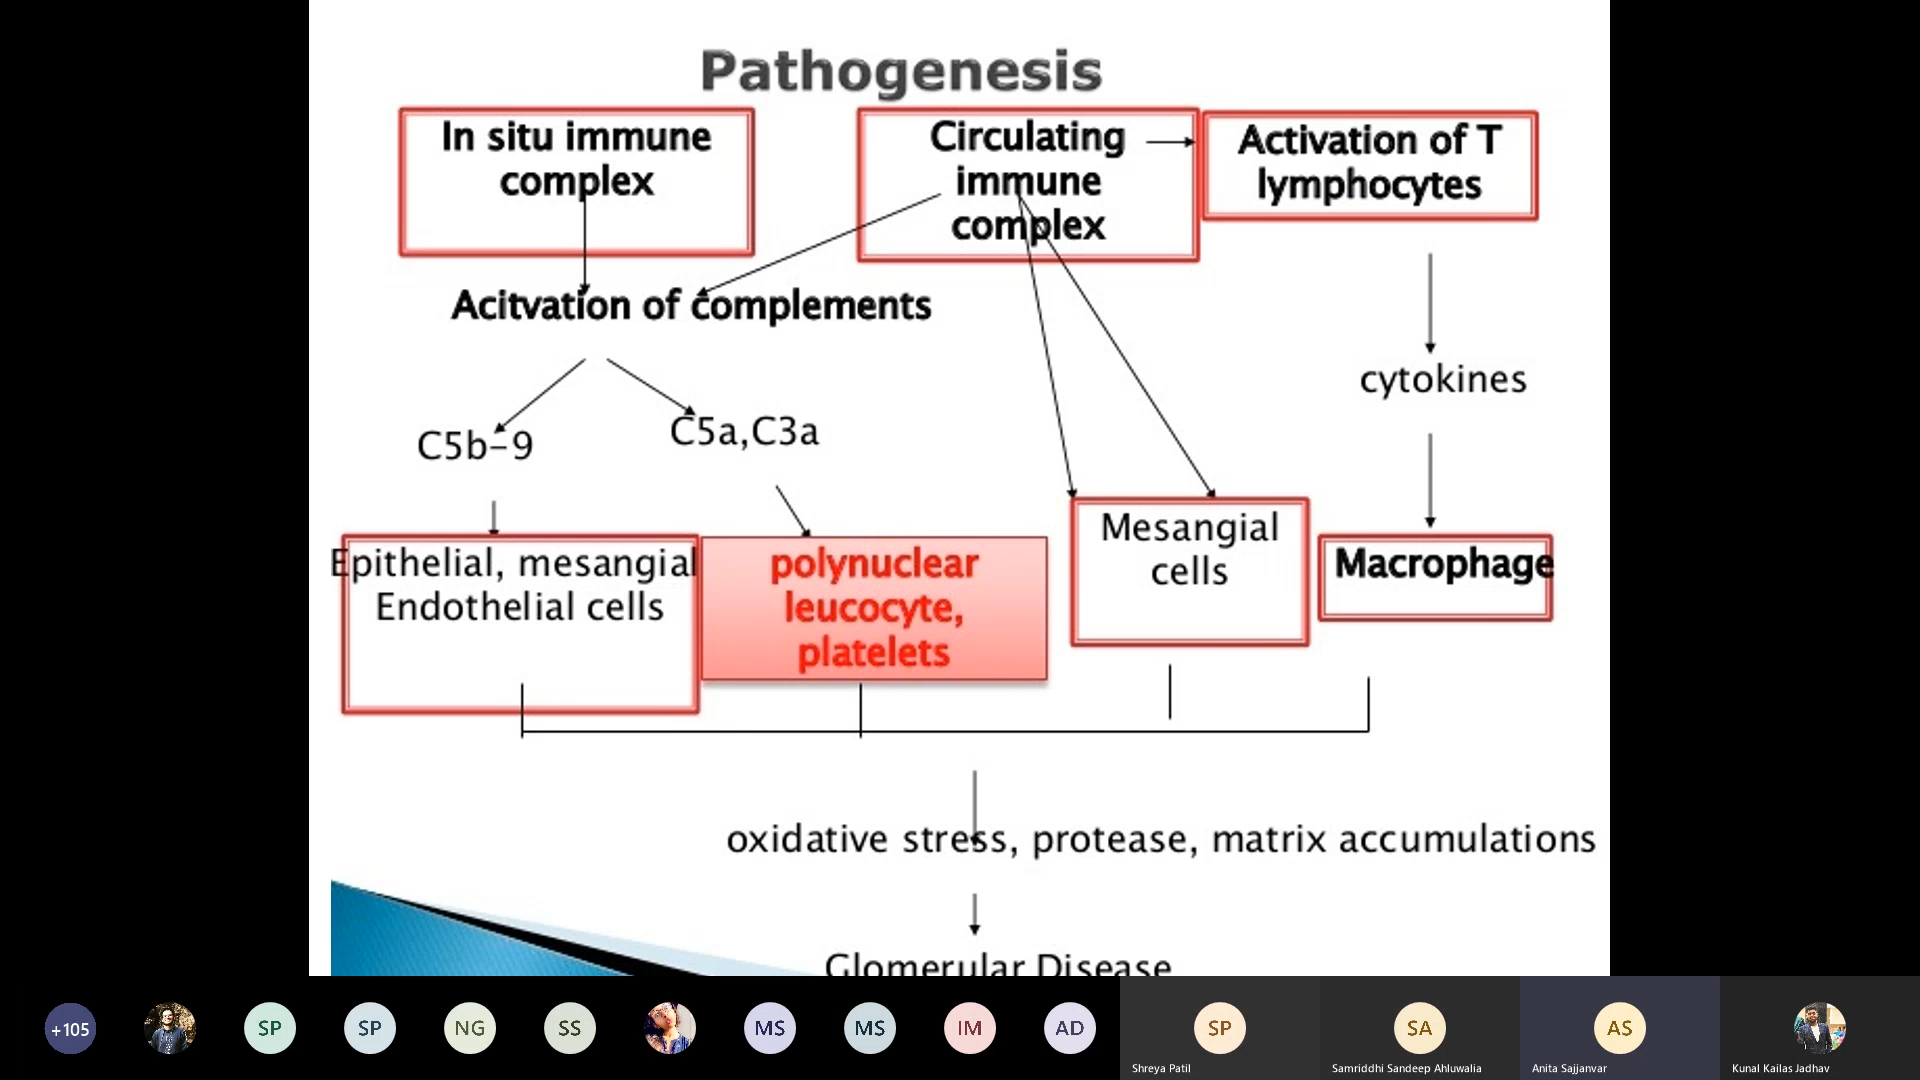 Pathogenesis
In situ immune
complex
Circulating
immune
complex
Activation of T
lymphocytes
Acitvation of complements
cytokines
C5b-9
C5a,C3a
Epithelial, mesangial
Endothelial cells
polynuclear
leucocyte,
platelets
Mesangial
cells
Macrophage
oxidative stress, protease, matrix accumulations
Glomerular Disease
+105
SP
SP
NG
SS
MS
MS
IM
AD
SP
SA
AS
Shreya Patil
Samriddhi Sandeep Ahluwalia
Anita Sajjanvar
Kunal Kailas Jadhav